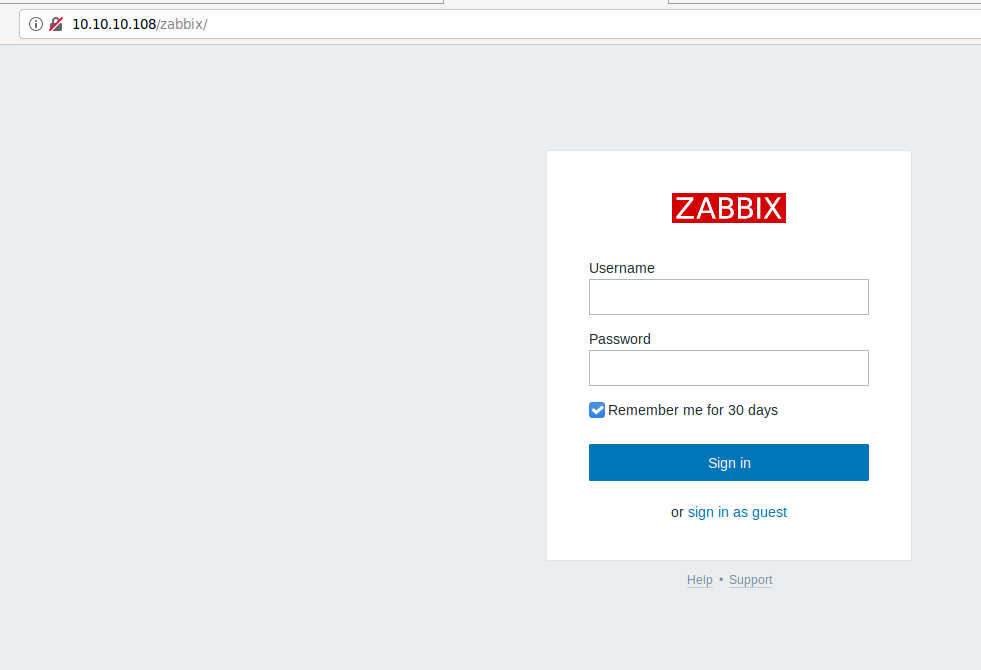 10.10.10.108/zabbix/
ZABBIX
Username
Password
Remember me for 30 days
Sign in
or sign in as guest
Help • Support